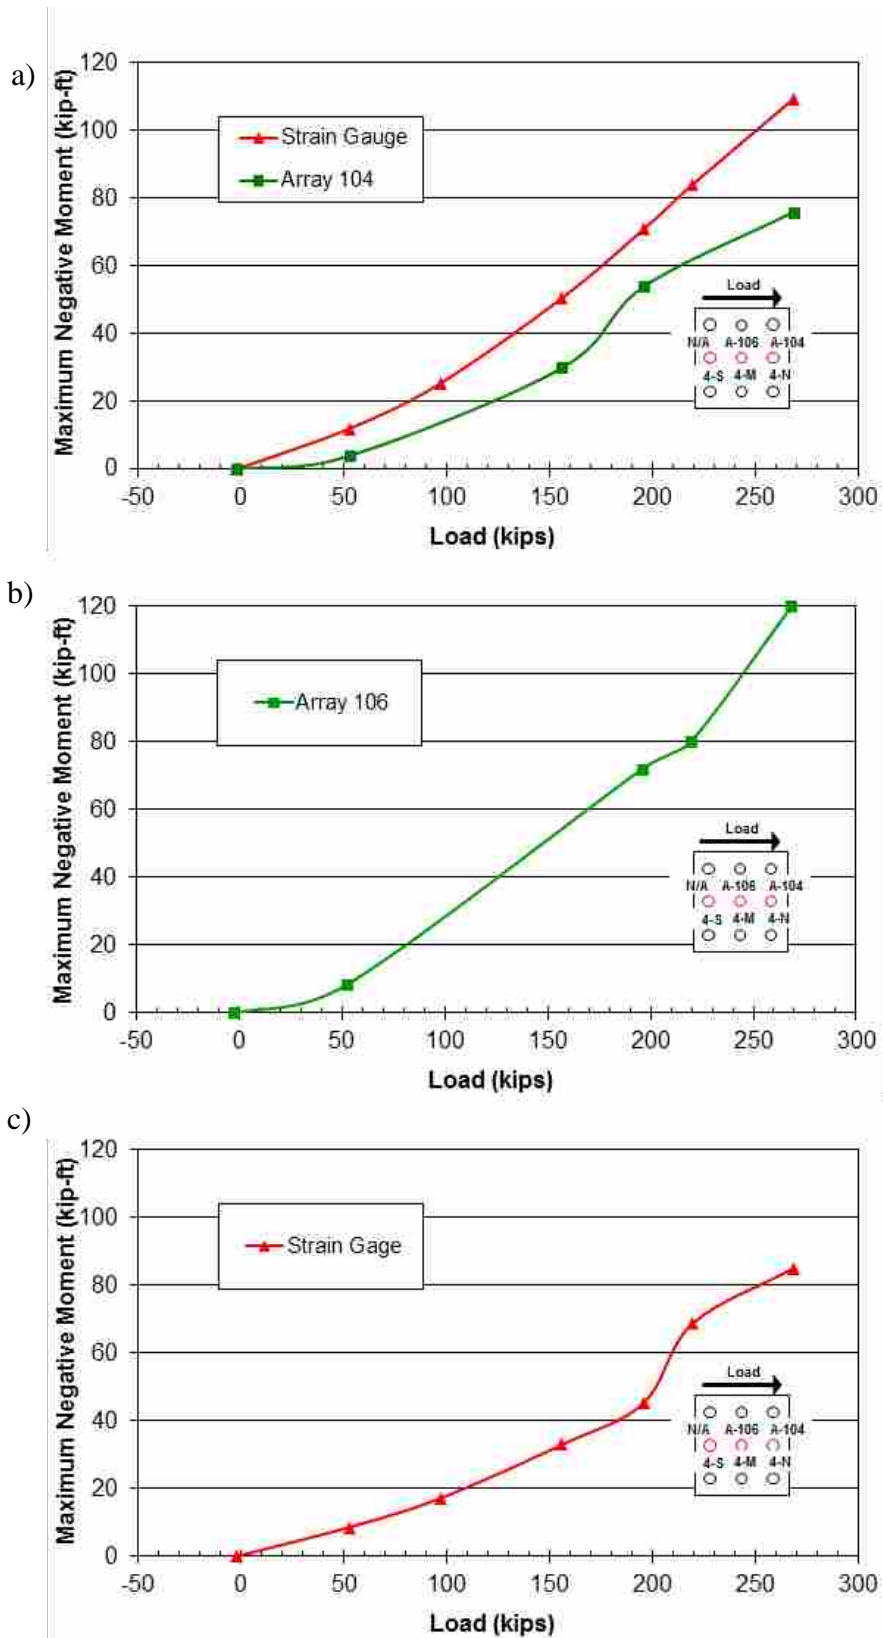 a)
Maximum Negative Moment (kip-ft)
120
100
80
60
40
20
0
Strain Gauge
Array 104
Load
N/A A-106 A-104
4-S 4-M 4-N
-50 0 50 100 150 200 250 300
Load (kips)
b)
Maximum Negative Moment (kip-ft)
120
100
80
60
40
20
0
Array 106
Load
N/A A-106 A-104
4-S 4-M 4-N
-50 0 50 100 150 200 250 300
Load (kips)
c)
Maximum Negative Moment (kip-ft)
120
100
80
60
40
20
0
Strain Gage
Load
N/A A-106 A-104
4-S 4-M 4-N
-50 0 50 100 150 200 250 300
Load (kips)